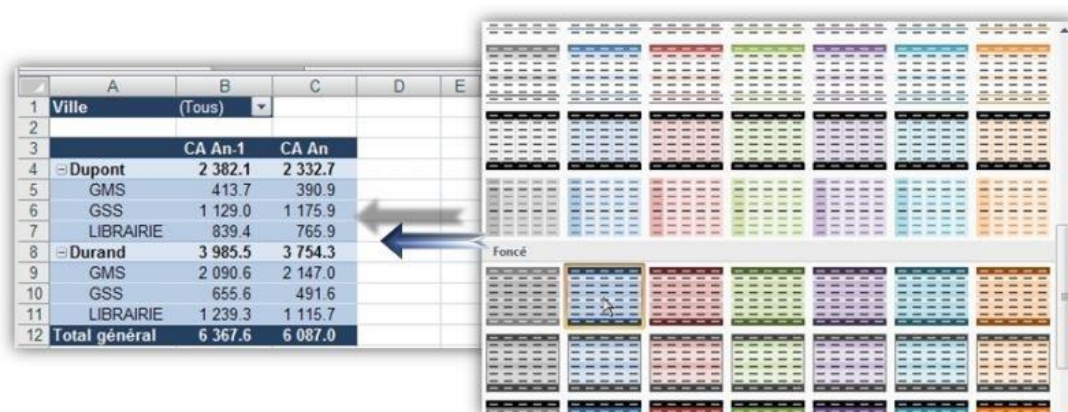 A B C D E
1 Ville (Tous)
2
3 CA An-1 CA An
4 Dupont 2 382.1 2 332.7
5 GMS 413.7 390.9
6 GSS 1 129.0 1 175.9
7 LIBRAIRIE 839.4 765.9
8 Durand 3 985.5 3 754.3
9 GMS 2 090.6 2 147.0
10 GSS 655.6 491.6
11 LIBRAIRIE 1 239.3 1 115.7
12 Total général 6 367.6 6 087.0
Foncé